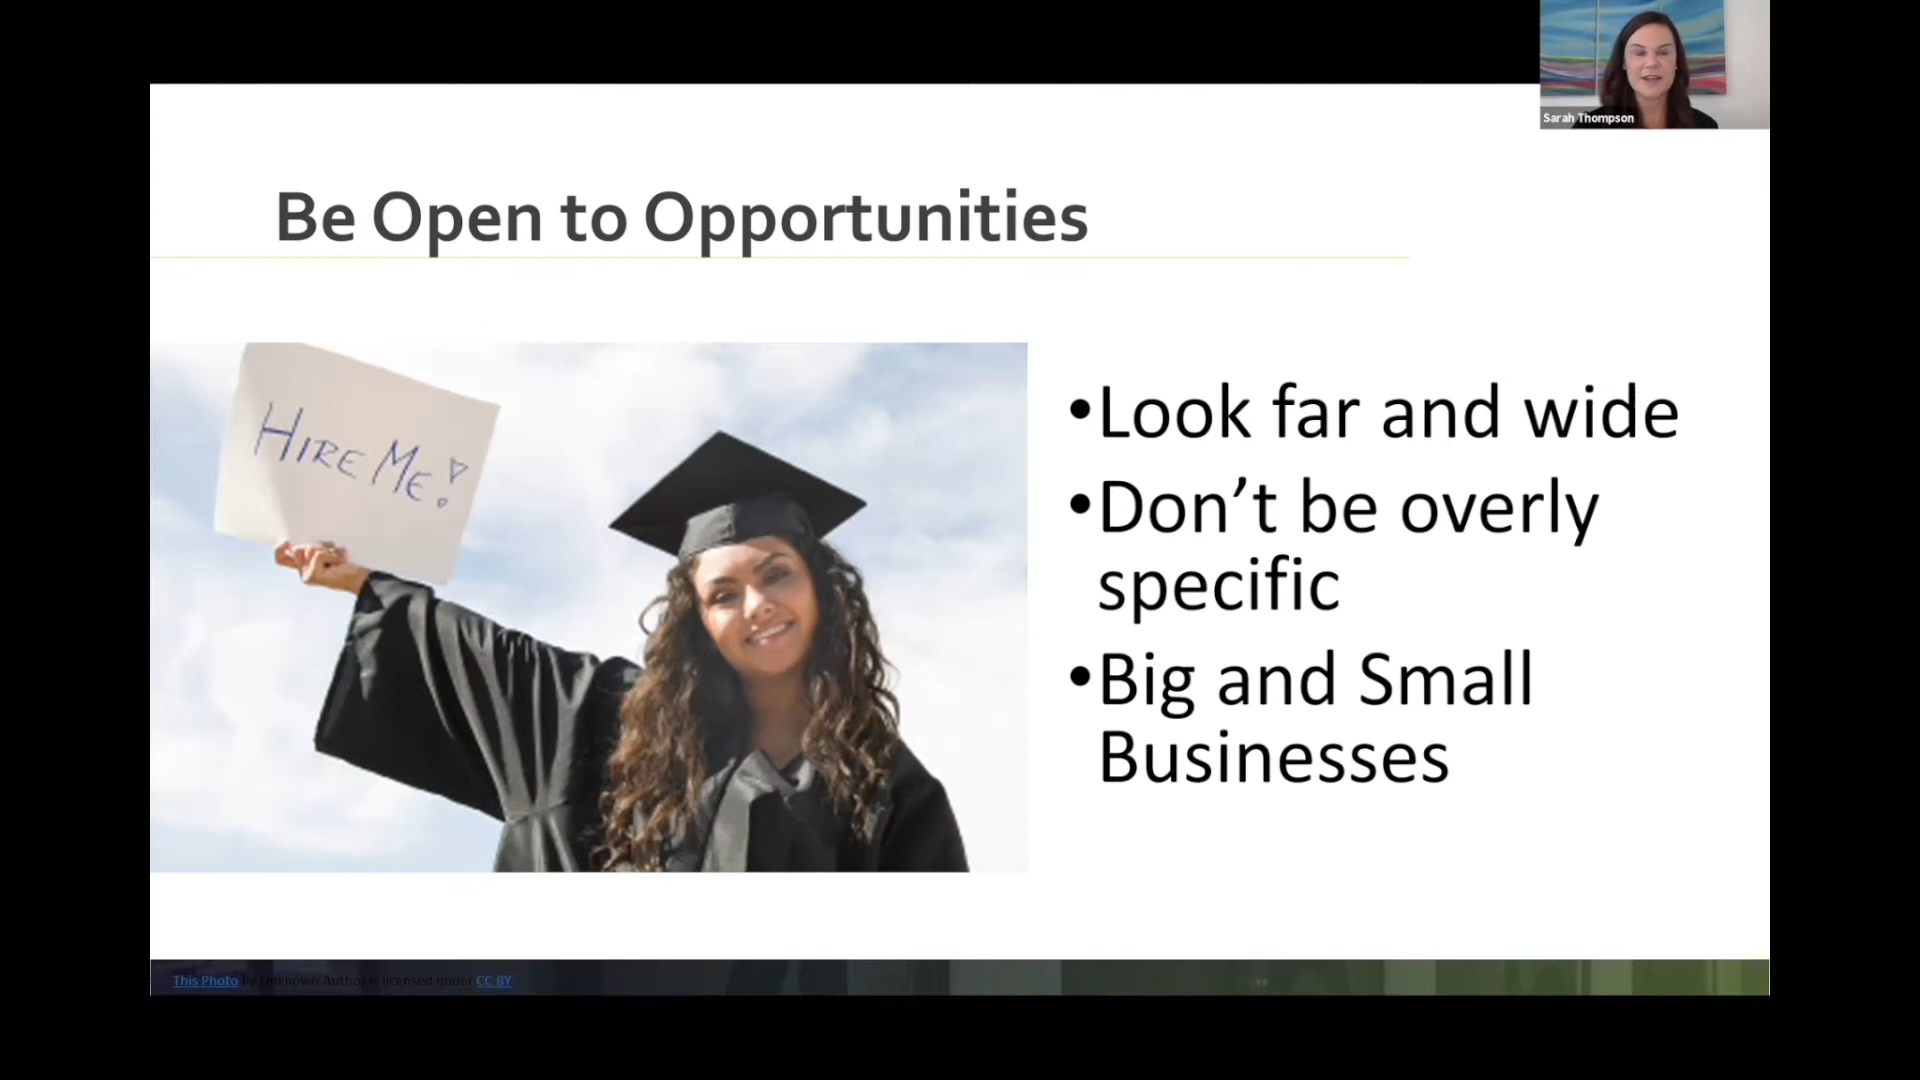 Sarah Thompson
Be Open to Opportunities
HIRE ME!
•Look far and wide
•Don’t be overly
specific
•Big and Small
Businesses
This Photo by Unknown Author is licensed under CC BY